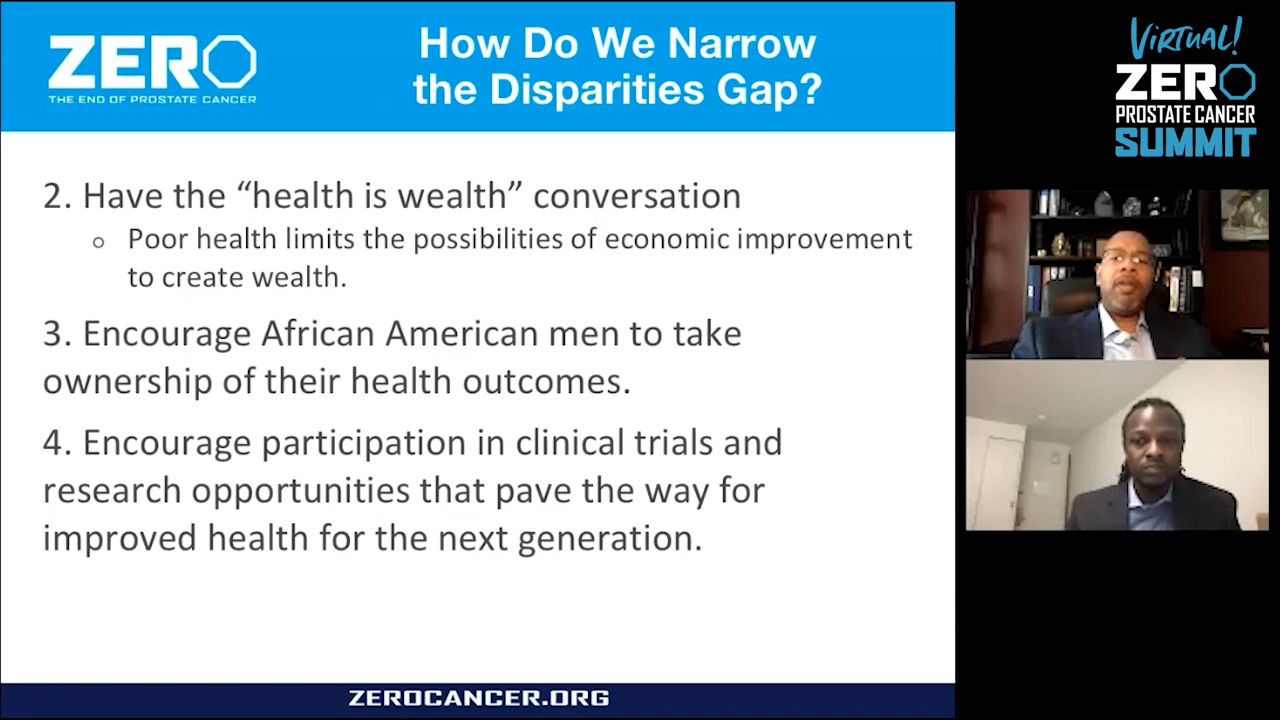 ZERO
THE END OF PROSTATE CANCER
How Do We Narrow
the Disparities Gap?
2. Have the “health is wealth” conversation
○ Poor health limits the possibilities of economic improvement
to create wealth.
3. Encourage African American men to take
ownership of their health outcomes.
4. Encourage participation in clinical trials and
research opportunities that pave the way for
improved health for the next generation.
ZEROCANCER.ORG
VIRTUAL!
ZERO
PROSTATE CANCER
SUMMIT